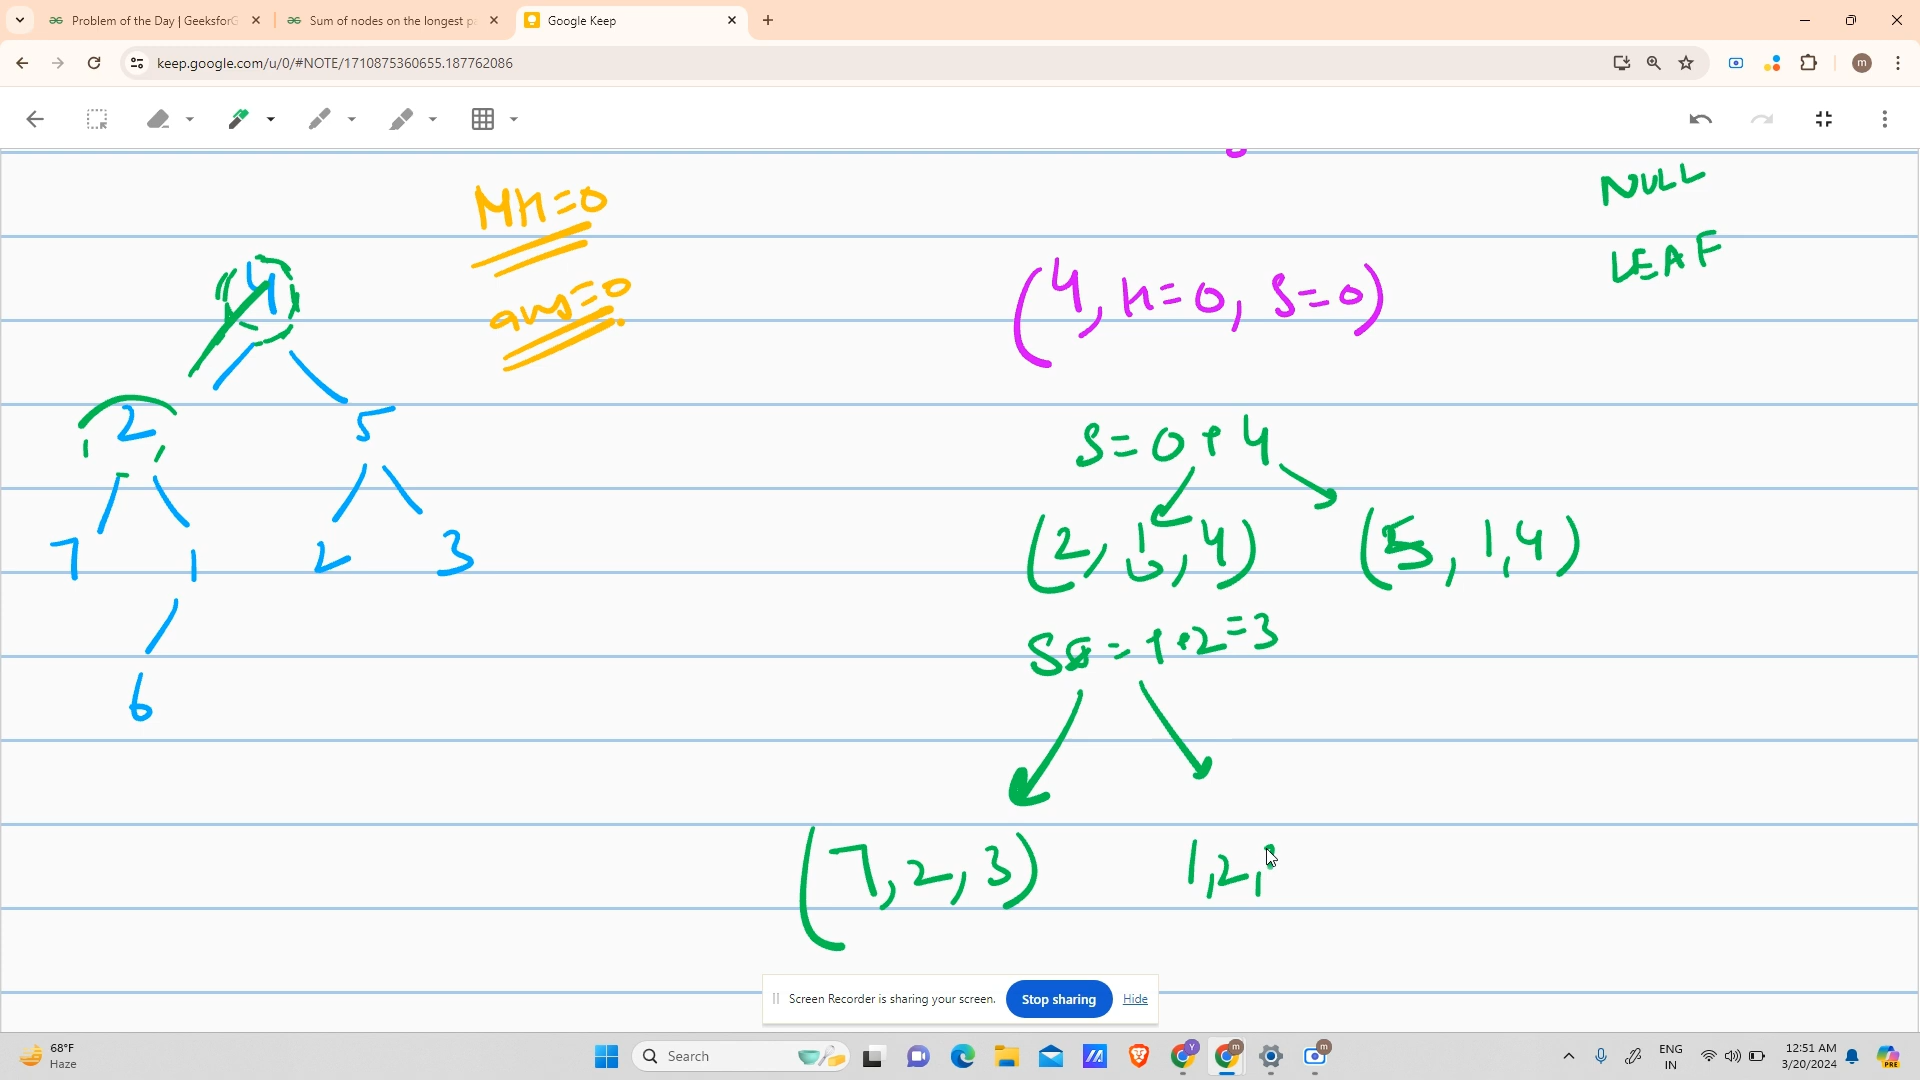 Problem of the Day | GeeksforG
Sum of nodes on the longest p
Google Keep
keep.google.com/u/0/#NOTE/1710875360655.187762086
m
NULL
LEAF
MH=0
ans=0
4
2 5
7 1 2 3
6
(4, h=0, S=0)
S=0+4
(2, 1, 4) (5, 1, 4)
= 1+2=3
(7, 2, 3) 1, 2,
Screen Recorder is sharing your screen. Stop sharing Hide
68°F
Haze
Search
Y
m
m
ENG
IN
12:51 AM
3/20/2024
PRE